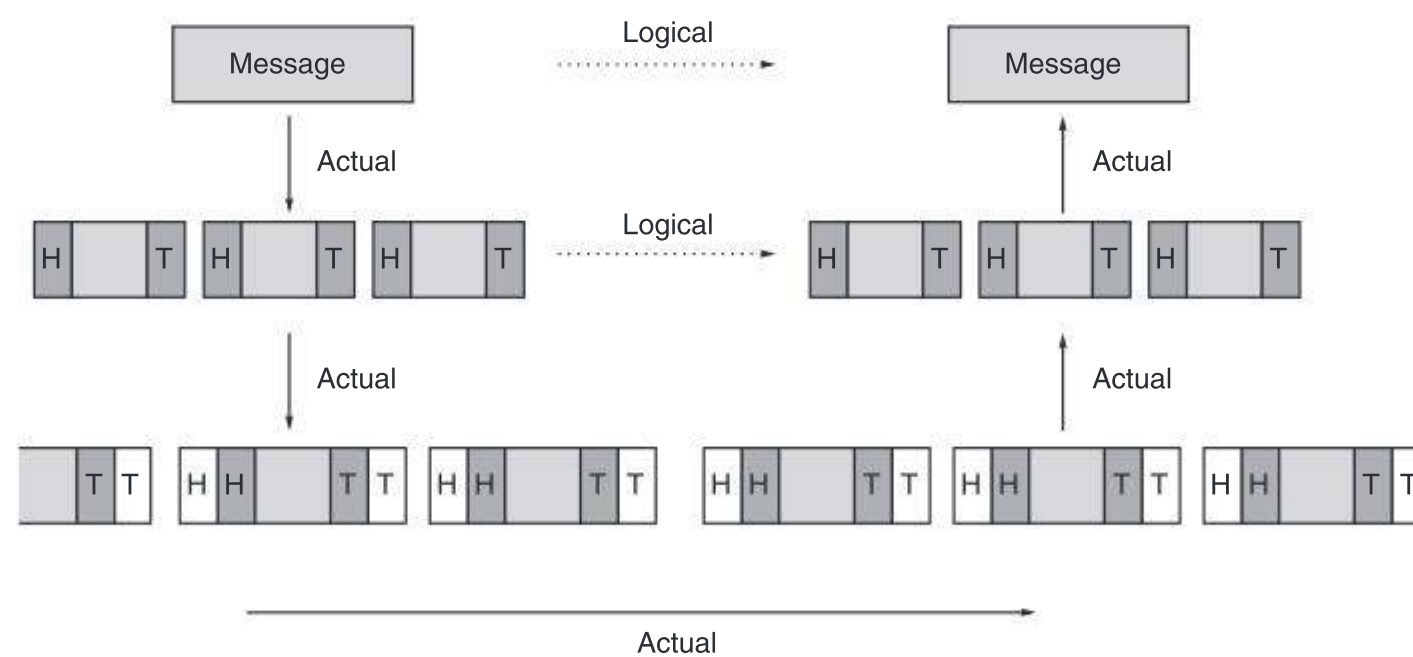 Logical
Message
Message
Actual
Actual
Logical
H T H T H T
H T H T H T
Actual
Actual
T T H H T T H H T T
H H T T H H T T H H T T
Actual